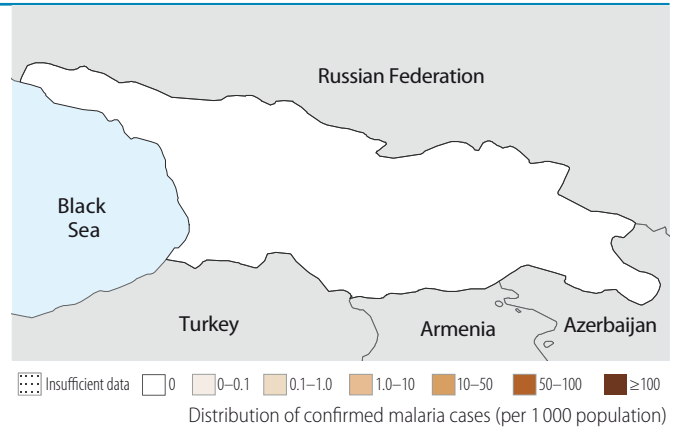 Russian Federation
Black
Sea
Turkey
Armenia
Azerbaijan
Insufficient data 0 0–0.1 0.1–1.0 1.0–10 10–50 50–100 ≥100
Distribution of confirmed malaria cases (per 1 000 population)